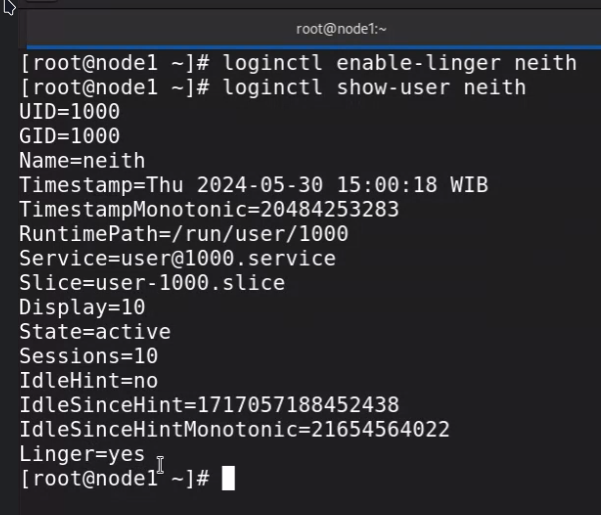 root@node1:~
[root@node1 ~]# loginctl enable-linger neith
[root@node1 ~]# loginctl show-user neith
UID=1000
GID=1000
Name=neith
Timestamp=Thu 2024-05-30 15:00:18 WIB
TimestampMonotonic=20484253283
RuntimePath=/run/user/1000
Service=user@1000.service
Slice=user-1000.slice
Display=10
State=active
Sessions=10
IdleHint=no
IdleSinceHint=1717057188452438
IdleSinceHintMonotonic=21654564022
Linger=yes
[root@node1 ~]#